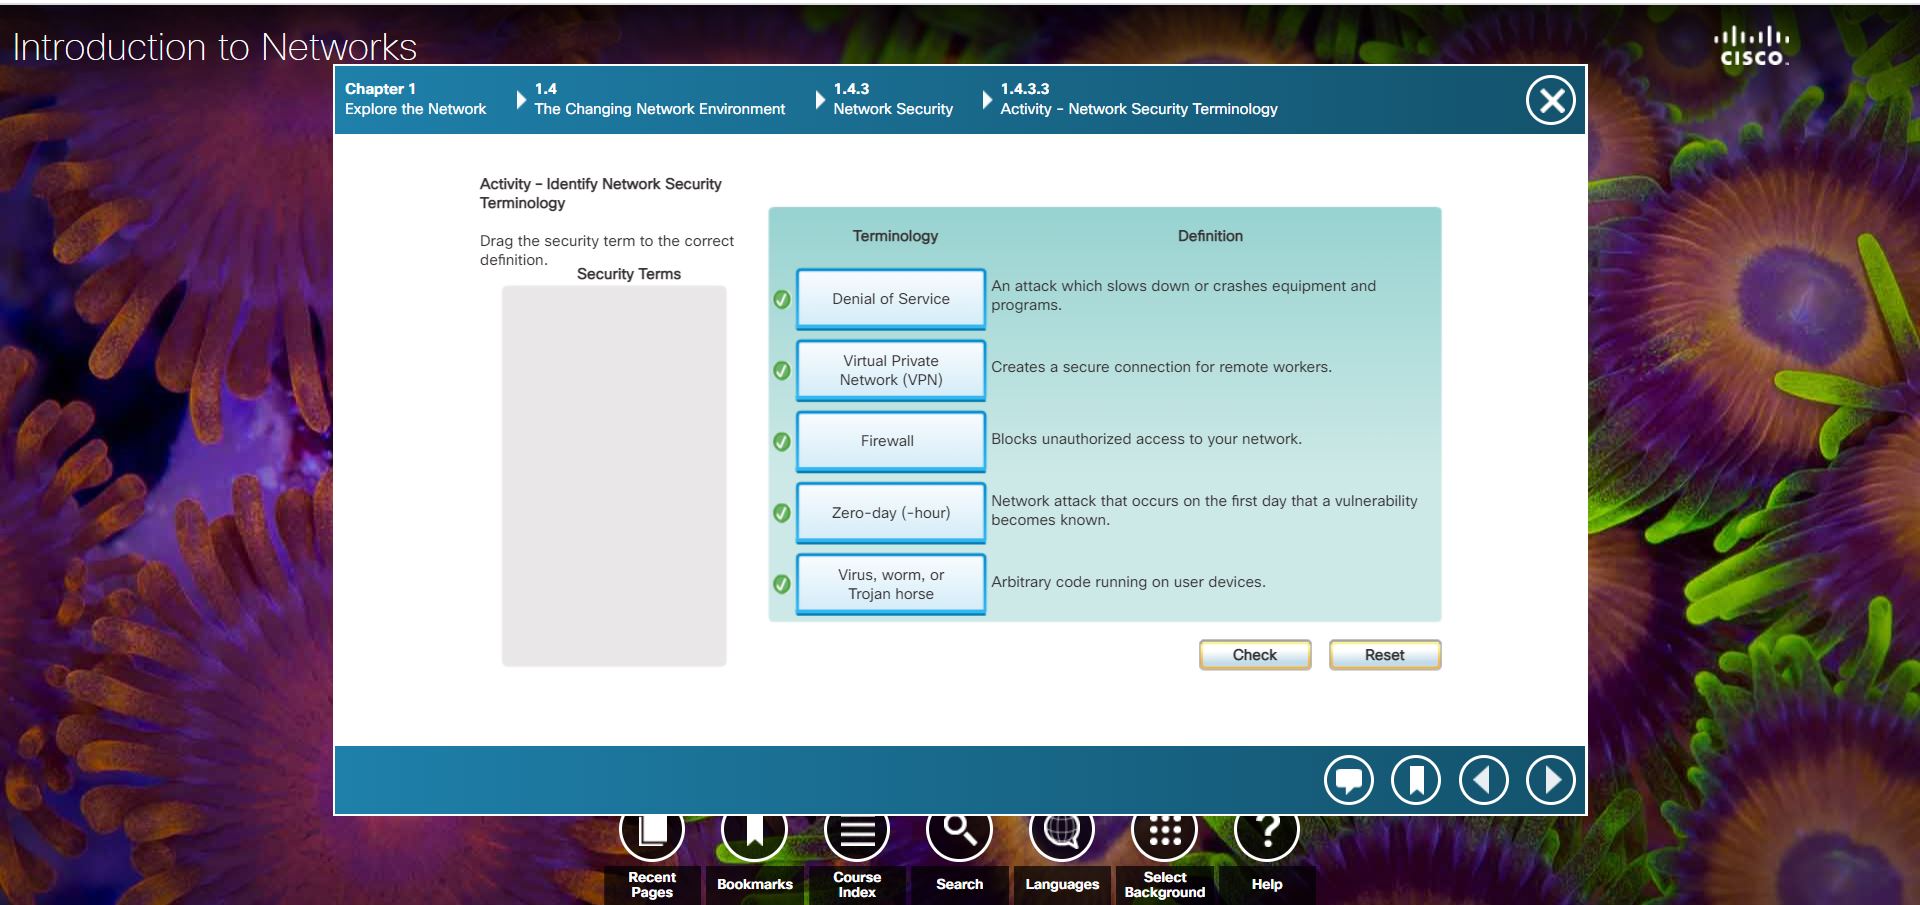 Introduction to Networks
CISCO
Chapter 1
Explore the Network
1.4
The Changing Network Environment
1.4.3
Network Security
1.4.3.3
Activity - Network Security Terminology
Activity - Identify Network Security
Terminology
Drag the security term to the correct
definition.
Security Terms
Terminology
Definition
Denial of Service
An attack which slows down or crashes equipment and
programs.
Virtual Private
Network (VPN)
Creates a secure connection for remote workers.
Firewall
Blocks unauthorized access to your network.
Zero-day (-hour)
Network attack that occurs on the first day that a vulnerability
becomes known.
Virus, worm, or
Trojan horse
Arbitrary code running on user devices.
Check
Reset
Recent
Pages
Bookmarks
Course
Index
Search
Languages
Select
Background
?
Help